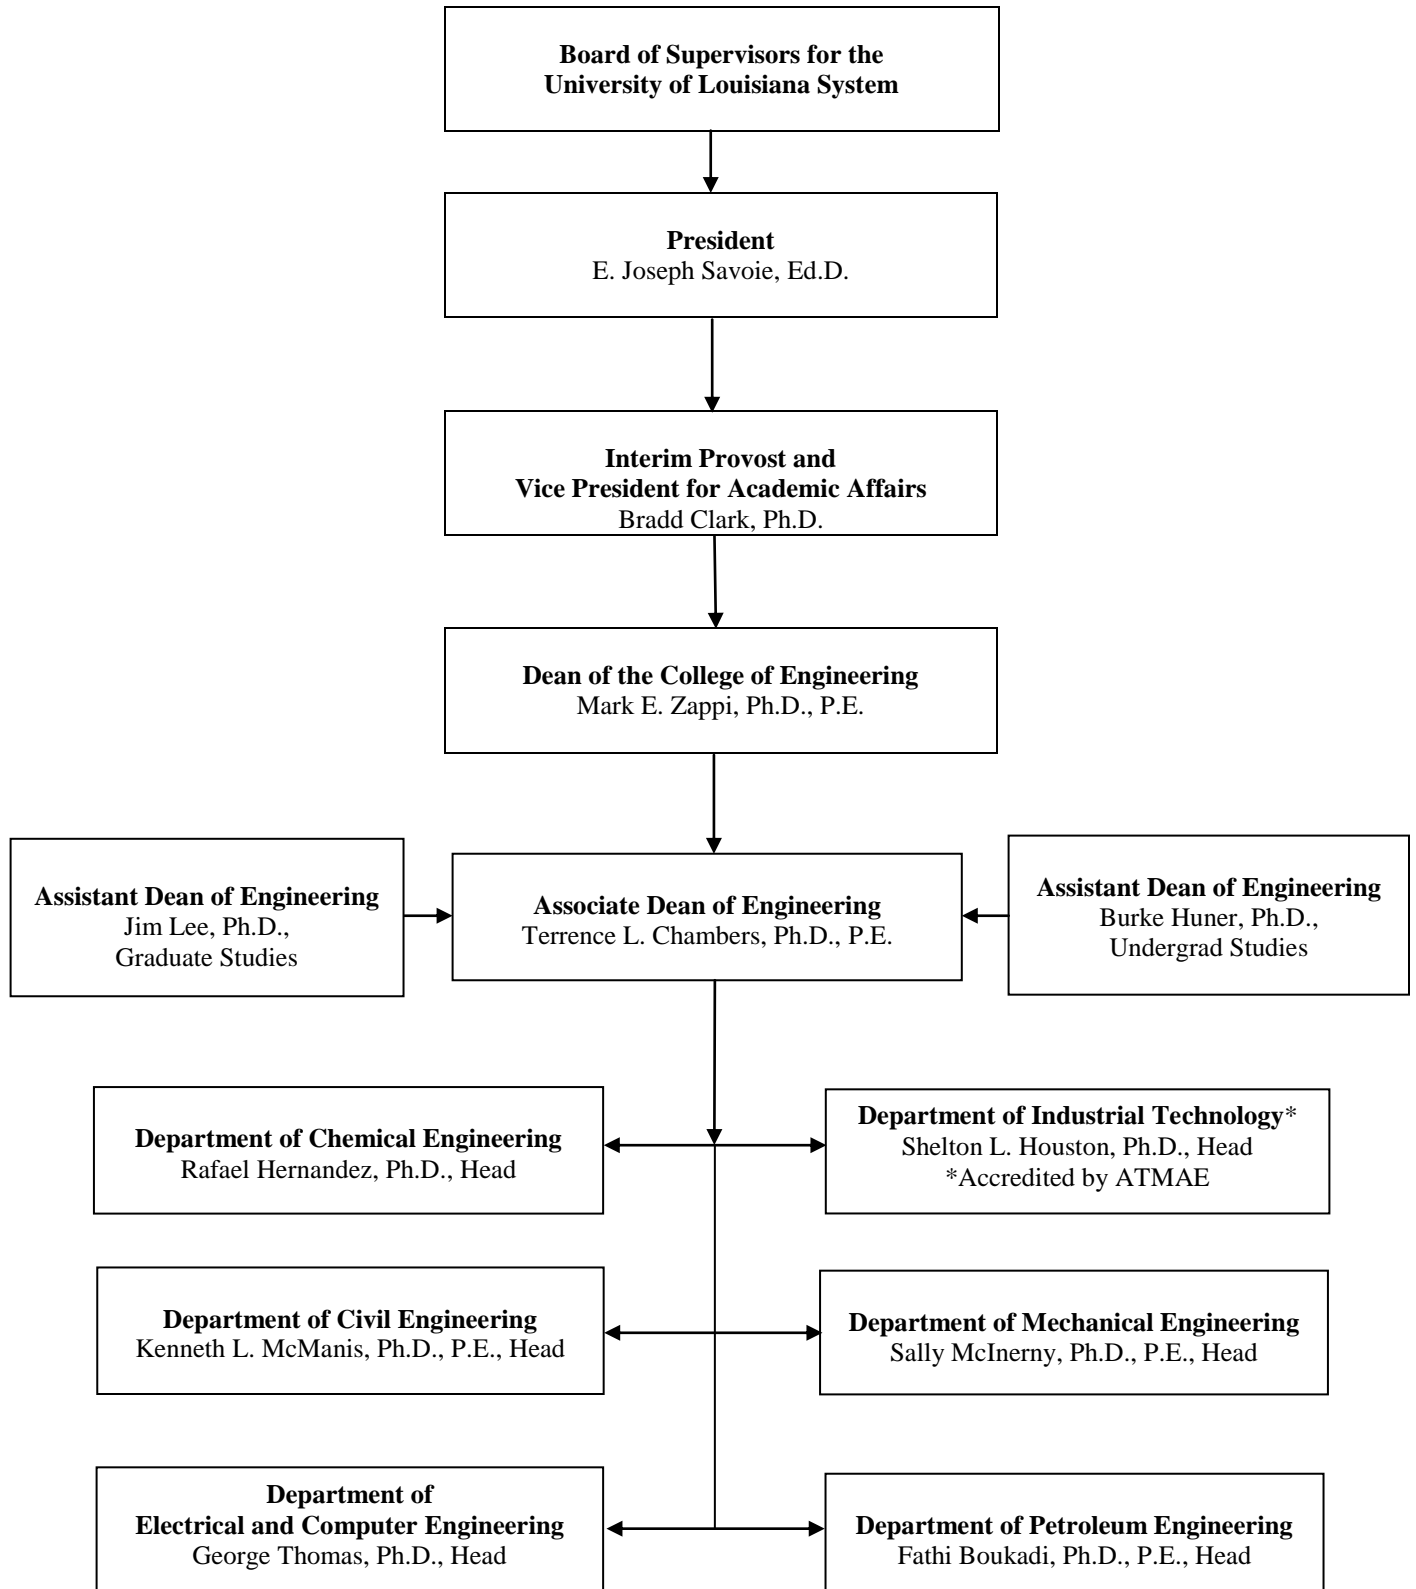 Board of Supervisors for the
University of Louisiana System
President
E. Joseph Savoie, Ed.D.
Interim Provost and
Vice President for Academic Affairs
Bradd Clark, Ph.D.
Dean of the College of Engineering
Mark E. Zappi, Ph.D., P.E.
Assistant Dean of Engineering
Jim Lee, Ph.D.,
Graduate Studies
Associate Dean of Engineering
Terrence L. Chambers, Ph.D., P.E.
Assistant Dean of Engineering
Burke Huner, Ph.D.,
Undergrad Studies
Department of Chemical Engineering
Rafael Hernandez, Ph.D., Head
Department of Industrial Technology*
Shelton L. Houston, Ph.D., Head
*Accredited by ATMAE
Department of Civil Engineering
Kenneth L. McManis, Ph.D., P.E., Head
Department of Mechanical Engineering
Sally McInerny, Ph.D., P.E., Head
Department of
Electrical and Computer Engineering
George Thomas, Ph.D., Head
Department of Petroleum Engineering
Fathi Boukadi, Ph.D., P.E., Head